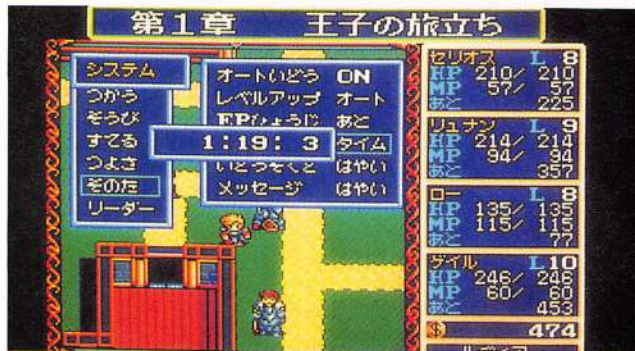 第1章 王子の旅立ち
システム
つかう
そうび
すてる
つよさ
そのた
リーダー
オートいどう ON
レベルアップ オート
EPひょうじ あと
1:19: 3 タイム
いどうそくど はやい
メッセージ はやい
セリオス L 8
HP 210/ 210
MP 57/ 57
あと 225
リュナン L 9
HP 214/ 214
MP 94/ 94
あと 357
ロー L 8
HP 135/ 135
MP 115/ 115
あと 77
ゲイル L10
HP 246/ 246
MP 60/ 60
あと 453
$ 474